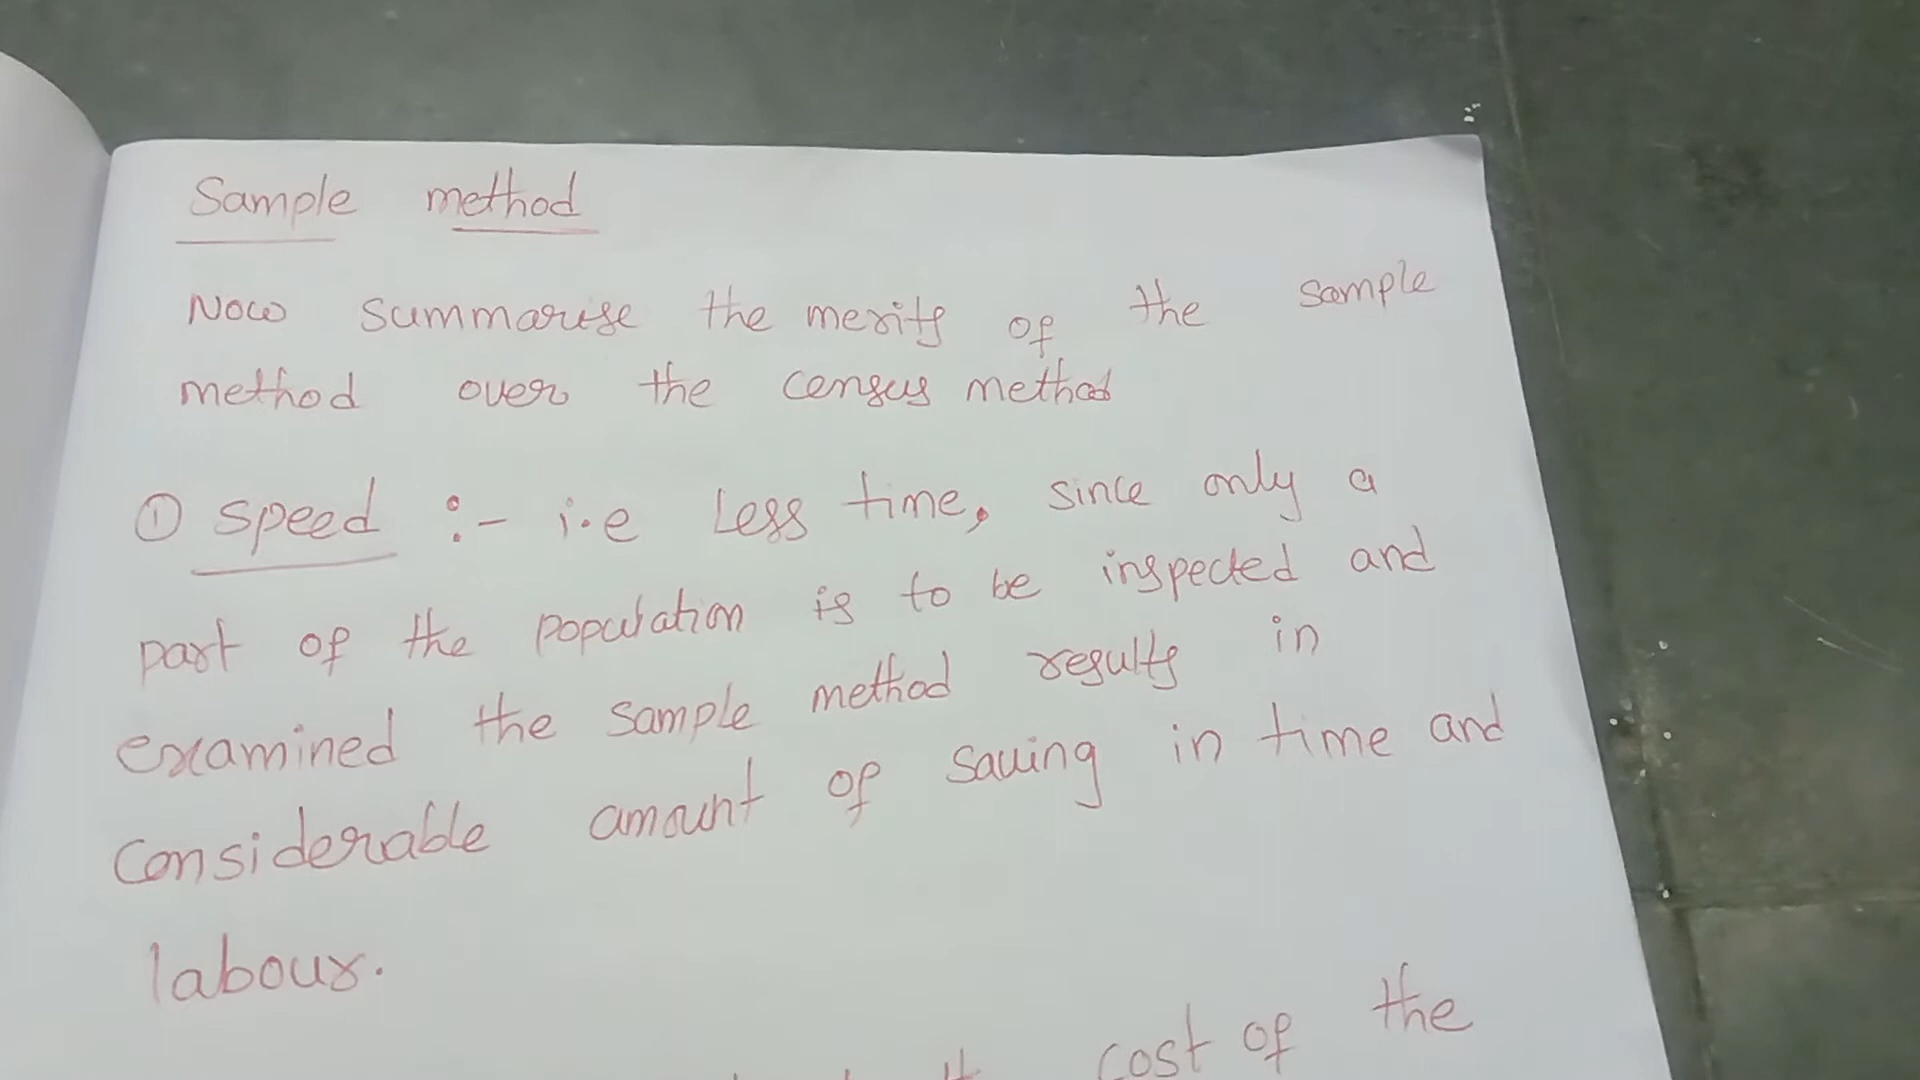 Sample method
Now summarise the merits of the sample
method over the census method
① Speed :- i.e Less time, since only a
part of the population is to be inspected and
examined the sample method results in
Considerable amount of saving in time and
labour.
cost of the